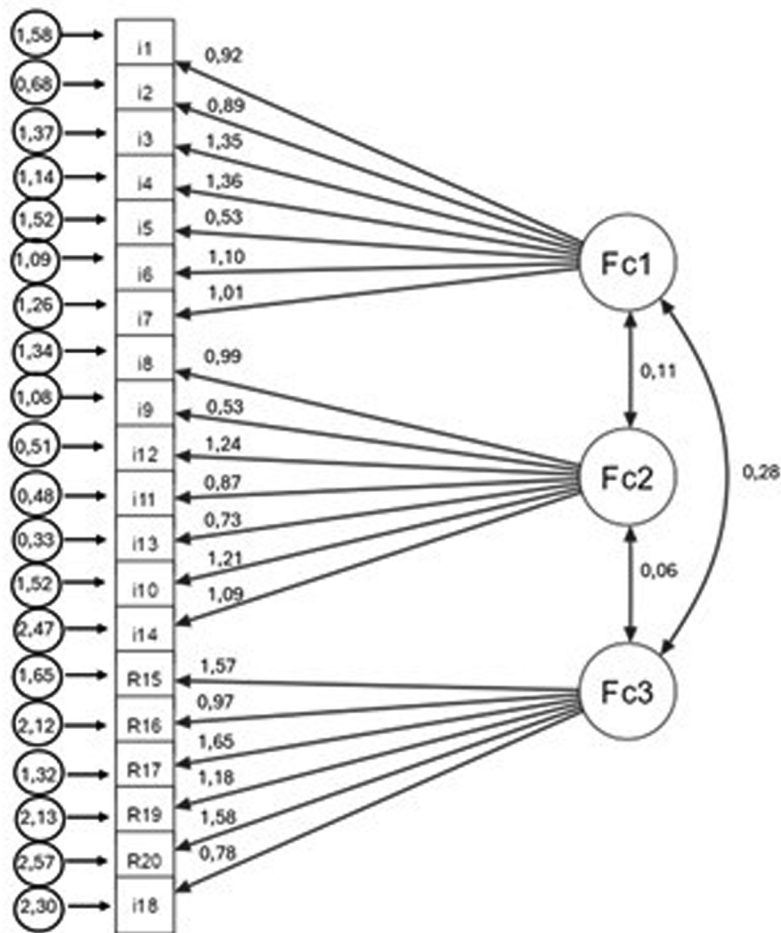 1,58 i1 0,92
0,68 i2 0,89
1,37 i3 1,35
1,14 i4 1,36
1,52 i5 0,53
1,09 i6 1,10
1,26 i7 1,01
Fc1
1,34 i8 0,99
0,11
1,08 i9 0,53
0,51 i12 1,24
0,48 i11 0,87
Fc2
0,28
0,33 i13 0,73
1,52 i10 1,21
0,06
2,47 i14 1,09
1,65 R15 1,57
Fc3
2,12 R16 0,97
1,32 R17 1,65
2,13 R19 1,18
2,57 R20 1,58
2,30 i18 0,78